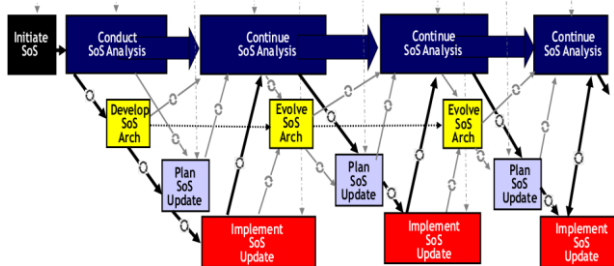 Initiate
SoS
Conduct
SoS Analysis
Continue
SoS Analysis
Continue
SoS Analysis
Continue
SoS Analysis
Develop
SoS
Arch
Evolve
SoS
Arch
Evolve
SoS
Arch
Plan
SoS
Update
Plan
SoS
Update
Plan
SoS
Update
Implement
SoS
Update
Implement
SoS
Update
Implement
SoS
Update